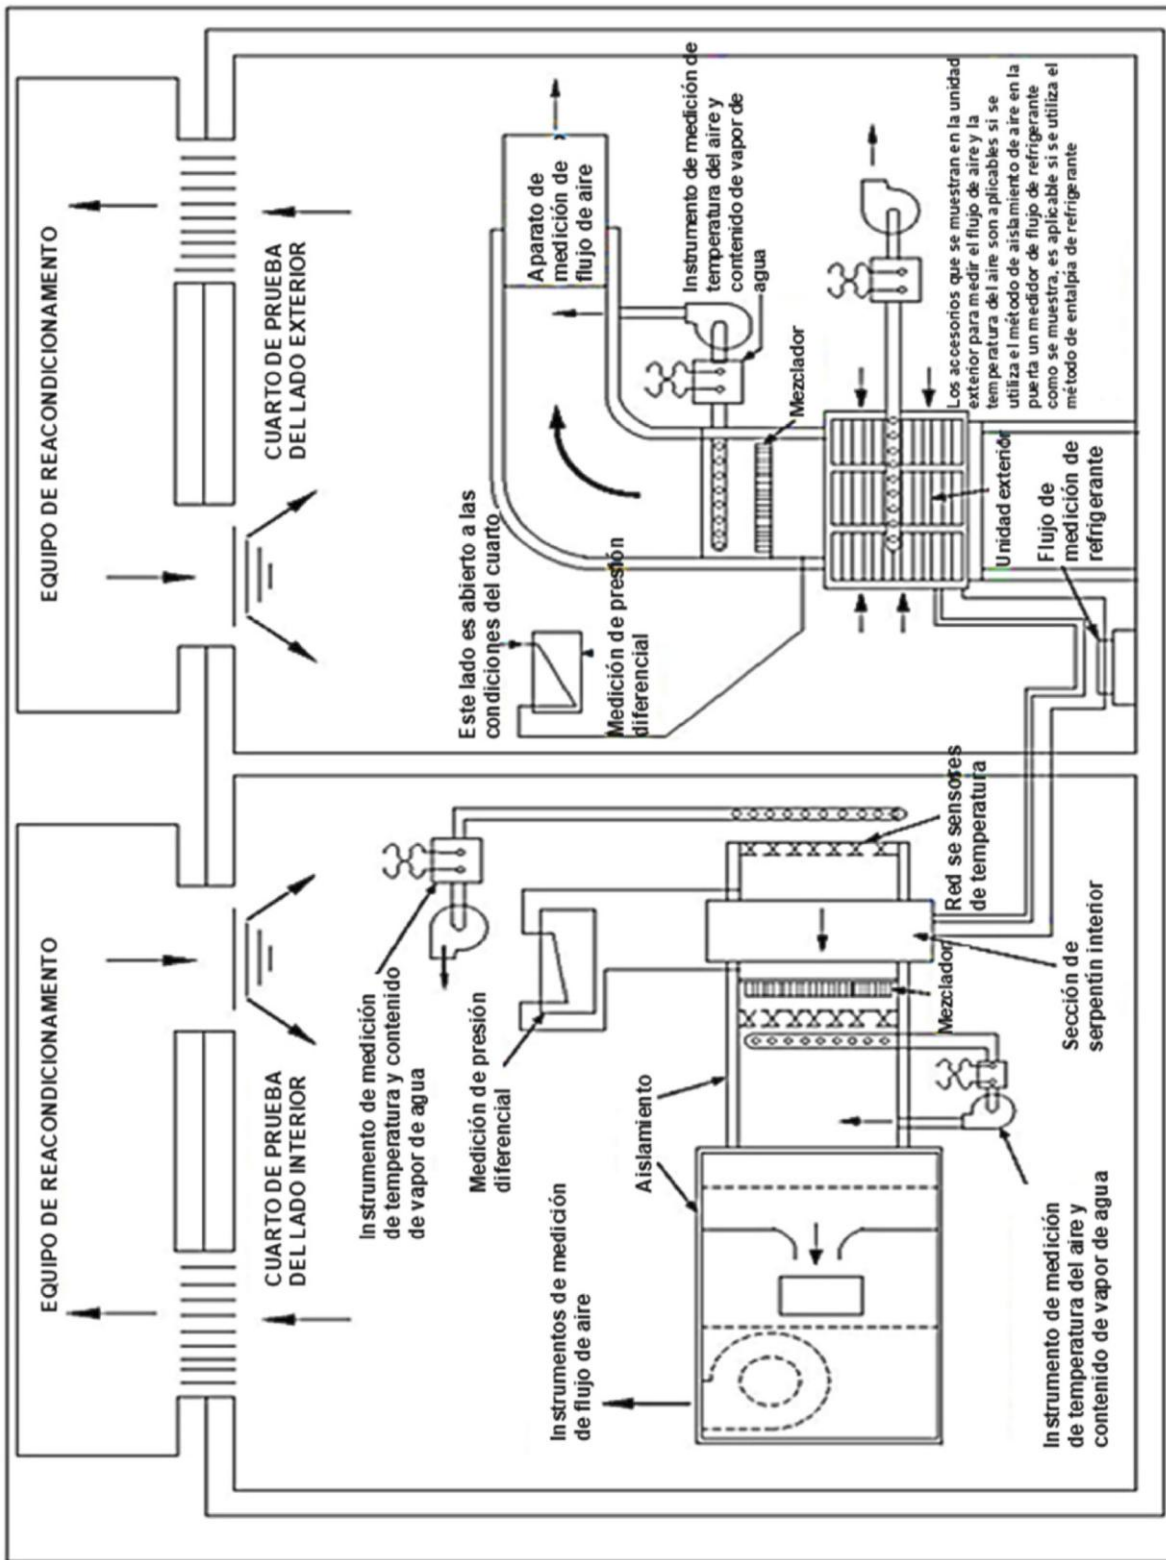 EQUIPO DE REACONDICIONAMENTO
CUARTO DE PRUEBA
DEL LADO INTERIOR
Instrumento de medición
de temperatura y contenido
de vapor de agua
Medición de presión
diferencial
Instrumentos de medición
de flujo de aire
Aislamiento
Mezclador
Red se sensores
de temperatura
Sección de
serpentín interior
Instrumento de medición
de temperatura del aire y
contenido de vapor de agua
EQUIPO DE REACONDICIONAMENTO
CUARTO DE PRUEBA
DEL LADO EXTERIOR
Este lado es abierto a las
condiciones del cuarto
Medición de presión
diferencial
Aparato de
medición de
flujo de aire
Instrumento de medición de
temperatura del aire y
contenido de vapor de
agua
Mezclador
Unidad exterior
Flujo de
medición de
refrigerante
Los accesorios que se muestran en la unidad
exterior para medir el flujo de aire y la
temperatura del aire son aplicables si se
utiliza el método de aislamiento de aire en la
puerta un medidor de flujo de refrigerante
como se muestra, es aplicable si se utiliza el
método de entalpia de refrigerante